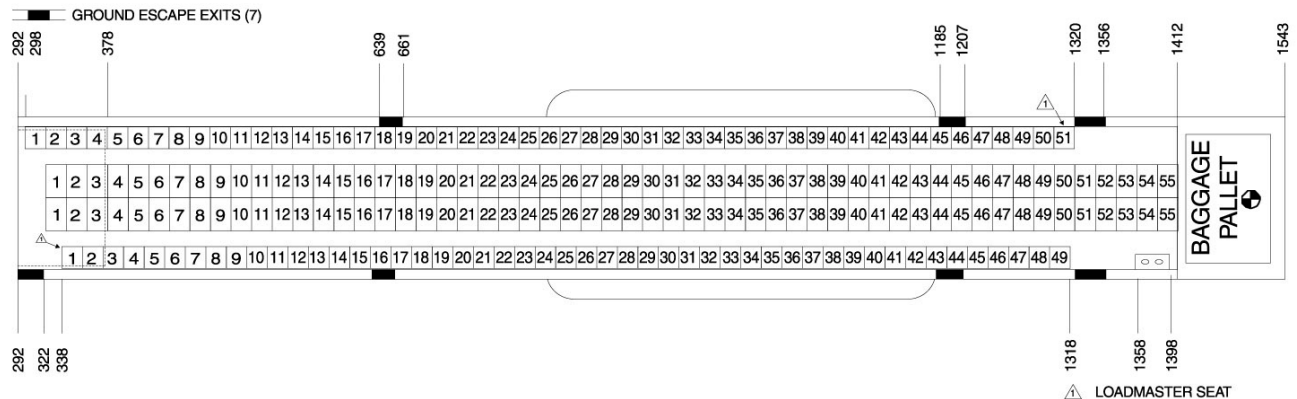 GROUND ESCAPE EXITS (7)
292 298 378 639 661 1185 1207 1320 1356 1412 1543
1
1 2 3 4 5 6 7 8 9 10 11 12 13 14 15 16 17 18 19 20 21 22 23 24 25 26 27 28 29 30 31 32 33 34 35 36 37 38 39 40 41 42 43 44 45 46 47 48 49 50 51
1 2 3 4 5 6 7 8 9 10 11 12 13 14 15 16 17 18 19 20 21 22 23 24 25 26 27 28 29 30 31 32 33 34 35 36 37 38 39 40 41 42 43 44 45 46 47 48 49 50 51 52 53 54 55
1 2 3 4 5 6 7 8 9 10 11 12 13 14 15 16 17 18 19 20 21 22 23 24 25 26 27 28 29 30 31 32 33 34 35 36 37 38 39 40 41 42 43 44 45 46 47 48 49 50 51 52 53 54 55
BAGGAGE
PALLET
1
1 2 3 4 5 6 7 8 9 10 11 12 13 14 15 16 17 18 19 20 21 22 23 24 25 26 27 28 29 30 31 32 33 34 35 36 37 38 39 40 41 42 43 44 45 46 47 48 49
292 322 338 1318 1358 1398
1 LOADMASTER SEAT